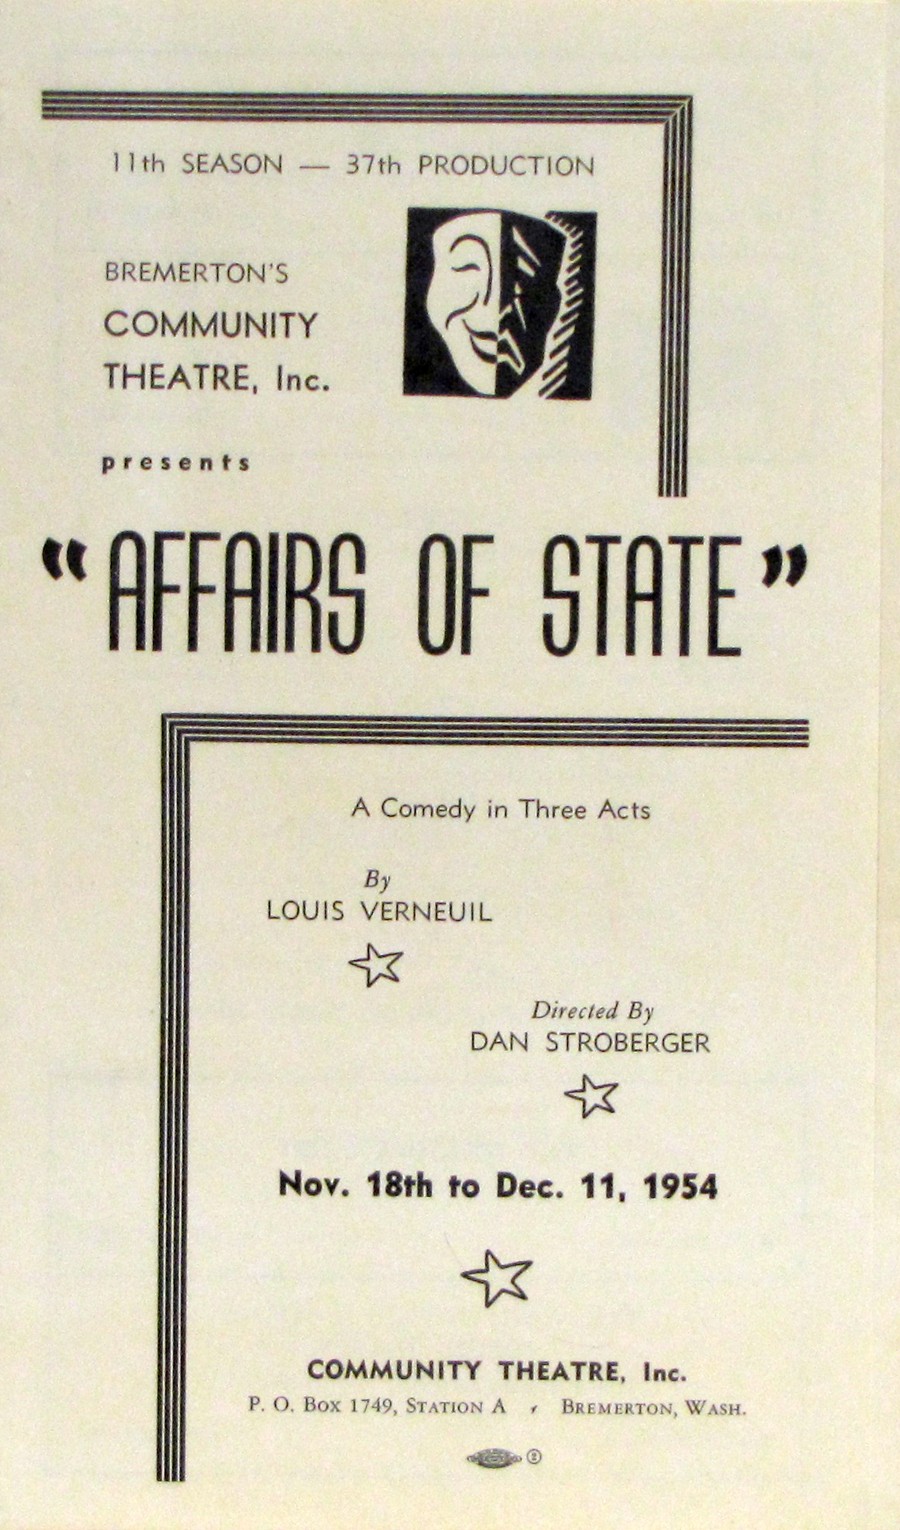 11th SEASON — 37th PRODUCTION
BREMERTON'S
COMMUNITY
THEATRE, Inc.
presents
"AFFAIRS OF STATE"
A Comedy in Three Acts
By
LOUIS VERNEUIL
Directed By
DAN STROBERGER
Nov. 18th to Dec. 11, 1954
COMMUNITY THEATRE, Inc.
P. O. Box 1749, Station A , Bremerton, Wash.